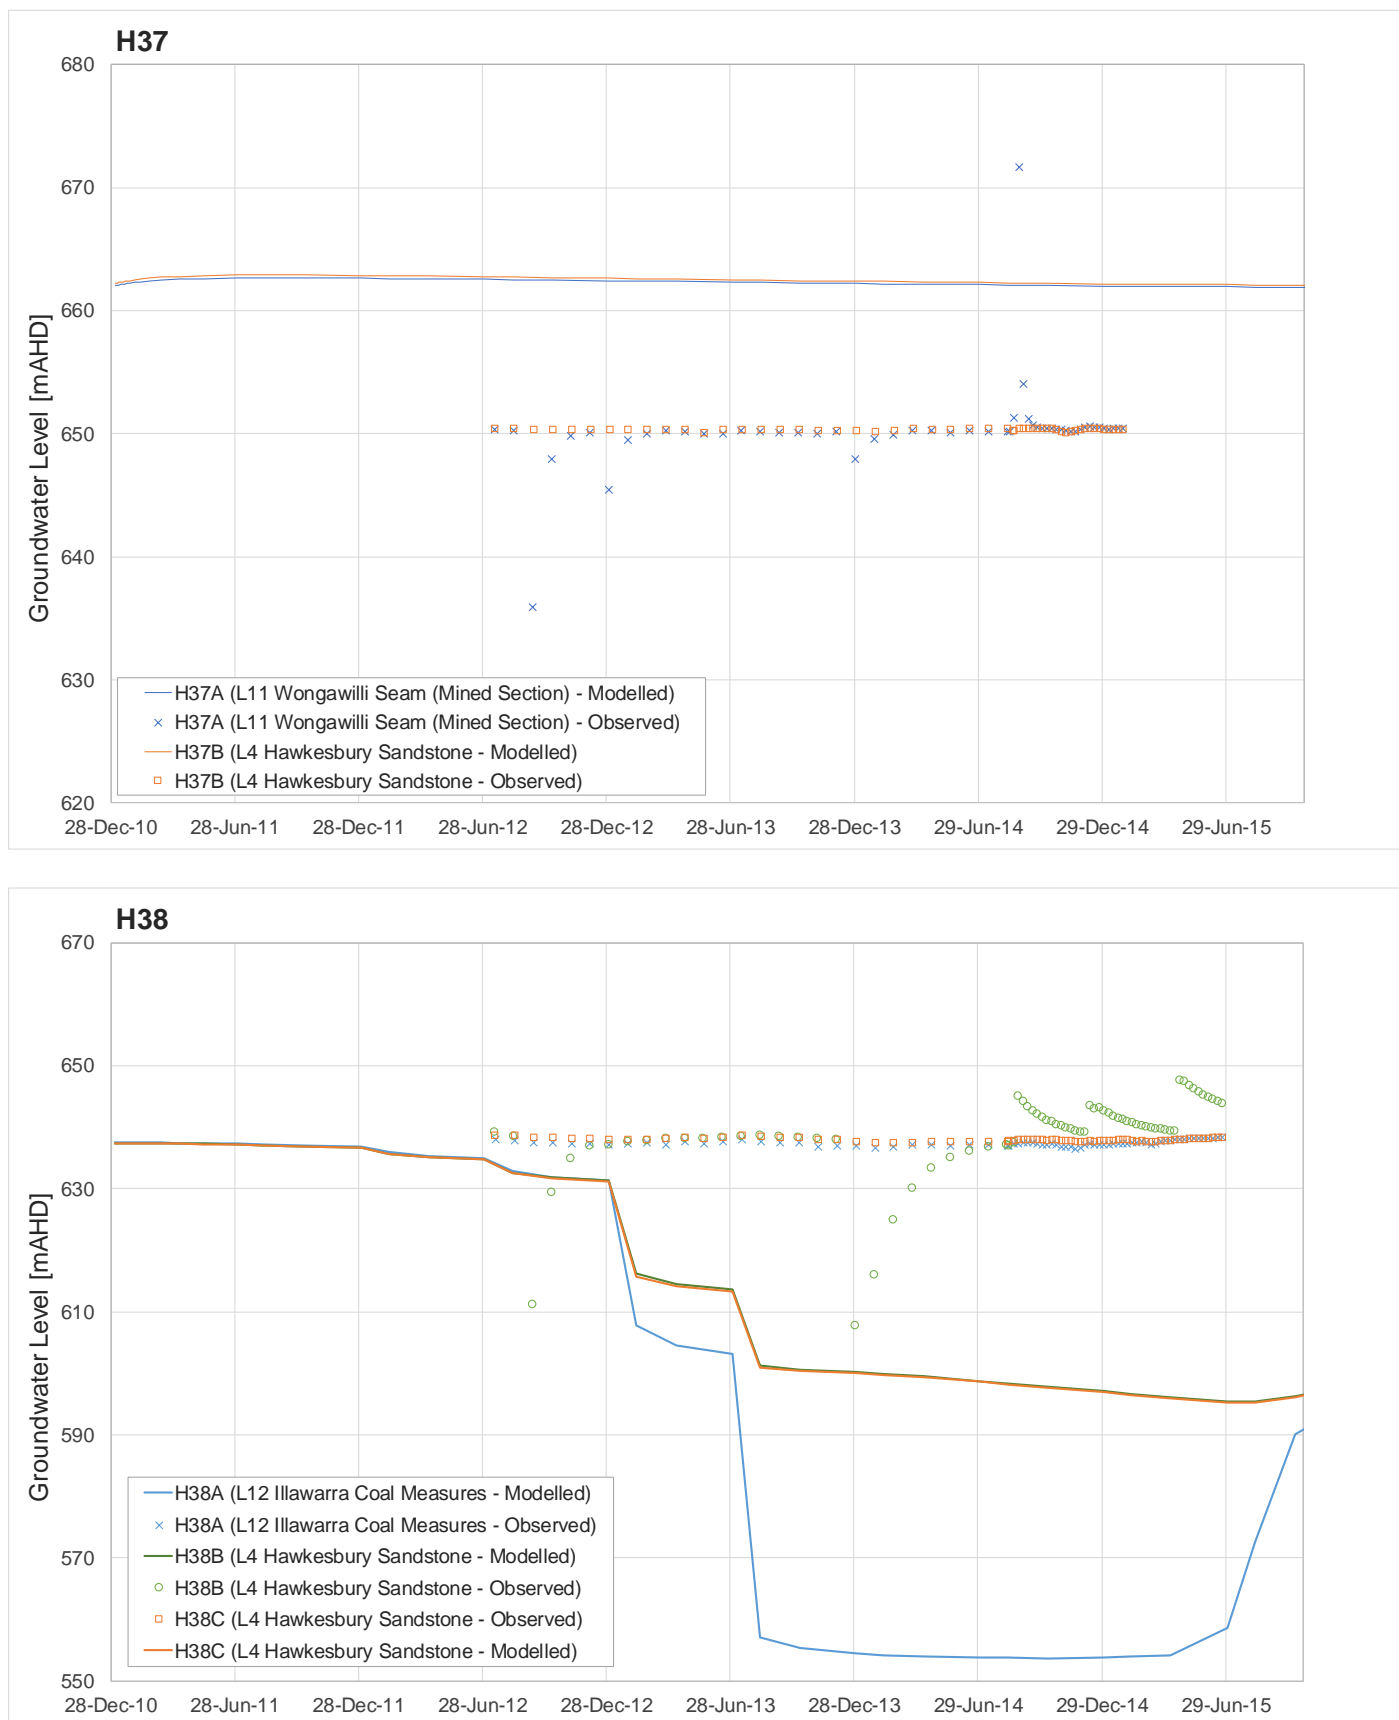 H37
680
670
660
650
640
630
620
Groundwater Level [mAHD]
H37A (L11 Wongawilli Seam (Mined Section) - Modelled)
H37A (L11 Wongawilli Seam (Mined Section) - Observed)
H37B (L4 Hawkesbury Sandstone - Modelled)
H37B (L4 Hawkesbury Sandstone - Observed)
28-Dec-10 28-Jun-11 28-Dec-11 28-Jun-12 28-Dec-12 28-Jun-13 28-Dec-13 29-Jun-14 29-Dec-14 29-Jun-15
H38
670
650
630
610
590
570
550
Groundwater Level [mAHD]
H38A (L12 Illawarra Coal Measures - Modelled)
H38A (L12 Illawarra Coal Measures - Observed)
H38B (L4 Hawkesbury Sandstone - Modelled)
H38B (L4 Hawkesbury Sandstone - Observed)
H38C (L4 Hawkesbury Sandstone - Observed)
H38C (L4 Hawkesbury Sandstone - Modelled)
28-Dec-10 28-Jun-11 28-Dec-11 28-Jun-12 28-Dec-12 28-Jun-13 28-Dec-13 29-Jun-14 29-Dec-14 29-Jun-15